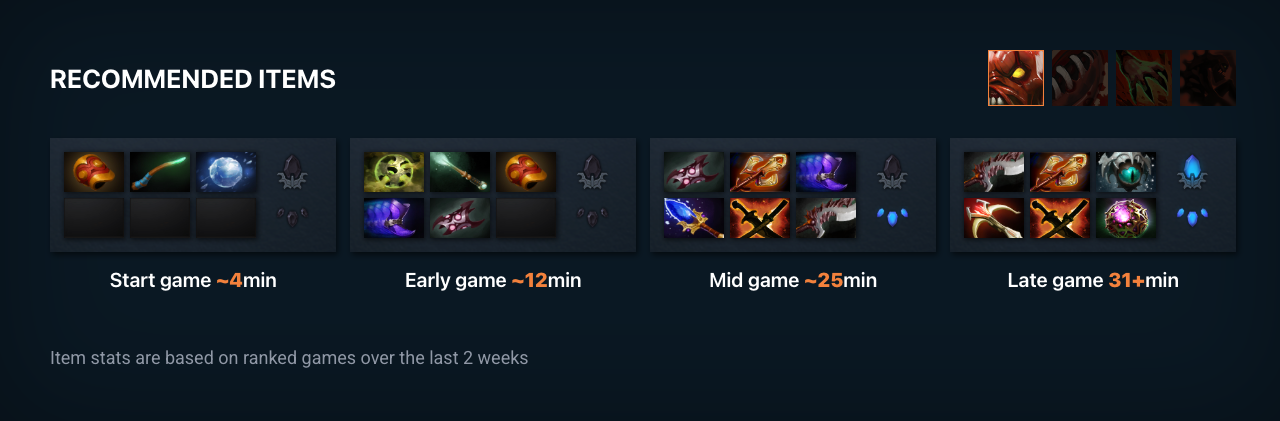 RECOMMENDED ITEMS
Start game ~4min
Early game ~12min
Mid game ~25min
Late game 31+min
Item stats are based on ranked games over the last 2 weeks